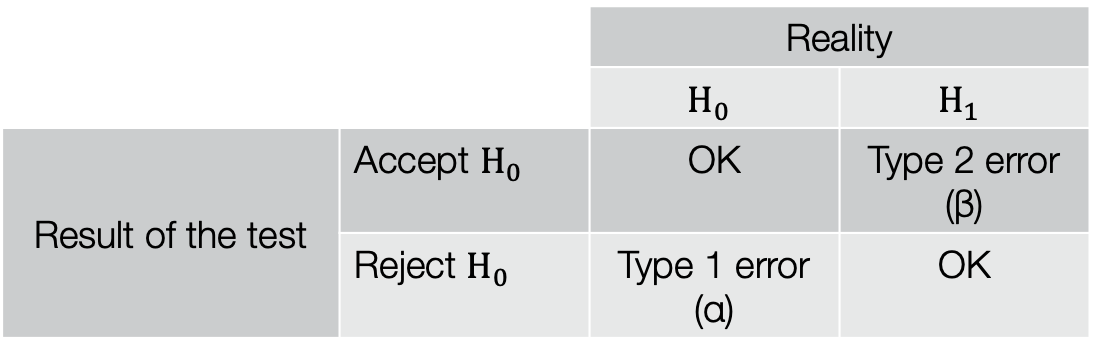 Reality
H₀ H₁
Result of the test
Accept H₀ OK Type 2 error
(β)
Reject H₀ Type 1 error OK
(α)